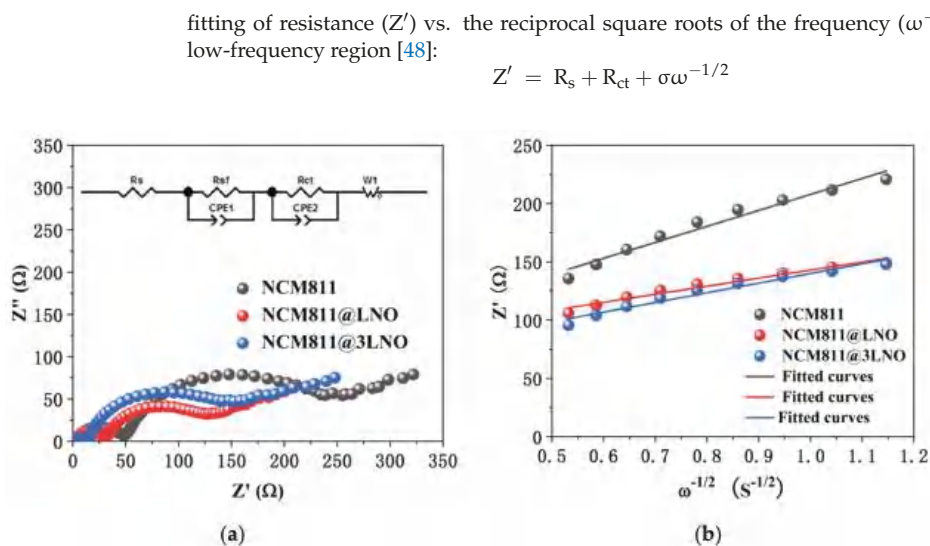 fitting of resistance (Z′) vs. the reciprocal square roots of the frequency (ω⁻
low-frequency region [48]:
Z′ = Rs + Rct + σω⁻¹/²
350
300
250
200
150
100
50
0
Z″ (Ω)
Rs
Rsf
Rct
W1
CPE1
CPE2
NCM811
NCM811@LNO
NCM811@3LNO
0 50 100 150 200 250 300 350
Z′ (Ω)
(a)
250
200
150
100
50
0
Z′ (Ω)
NCM811
NCM811@LNO
NCM811@3LNO
Fitted curves
Fitted curves
Fitted curves
0.5 0.6 0.7 0.8 0.9 1.0 1.1 1.2
ω⁻¹/² (S⁻¹/²)
(b)